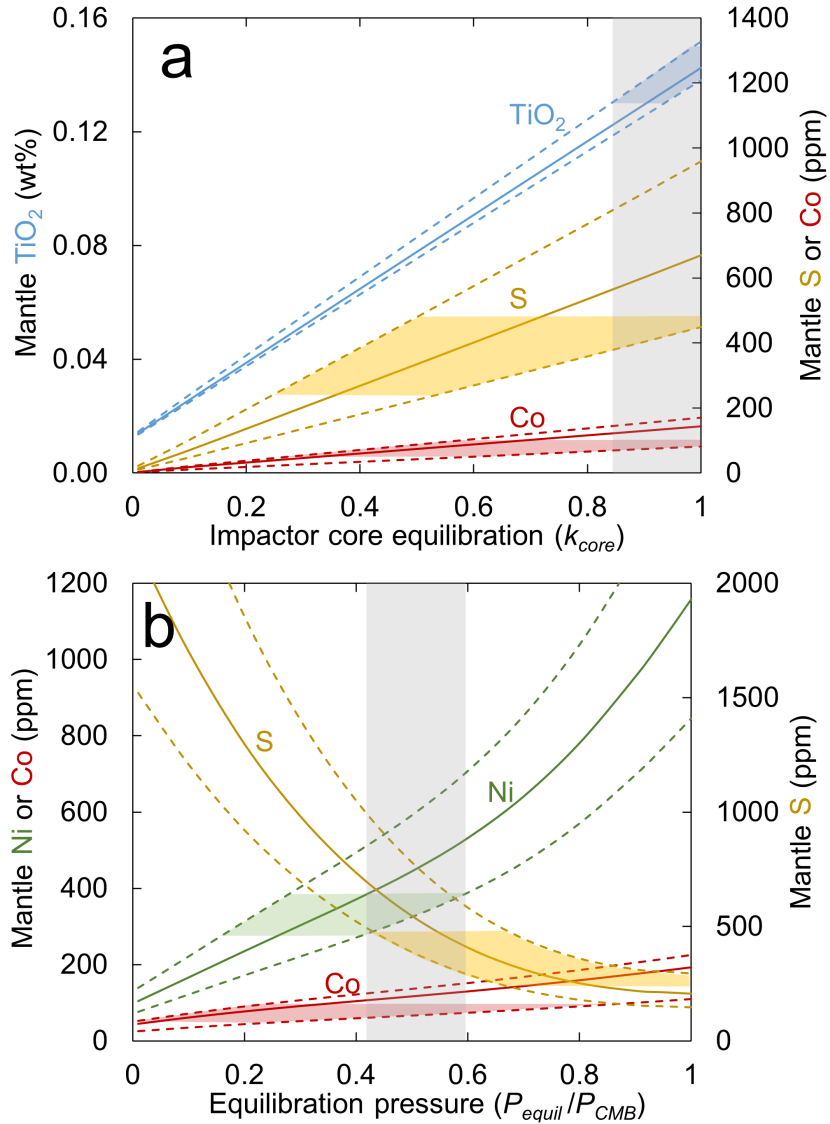 a
0.16
0.12
0.08
0.04
0.00
Mantle TiO₂ (wt%)
1400
1200
1000
800
600
400
200
0
Mantle S or Co (ppm)
TiO₂
S
Co
0 0.2 0.4 0.6 0.8 1
Impactor core equilibration (k_core)
b
1200
1000
800
600
400
200
0
Mantle Ni or Co (ppm)
2000
1500
1000
500
0
Mantle S (ppm)
S
Ni
Co
0 0.2 0.4 0.6 0.8 1
Equilibration pressure (P_equil/P_CMB)